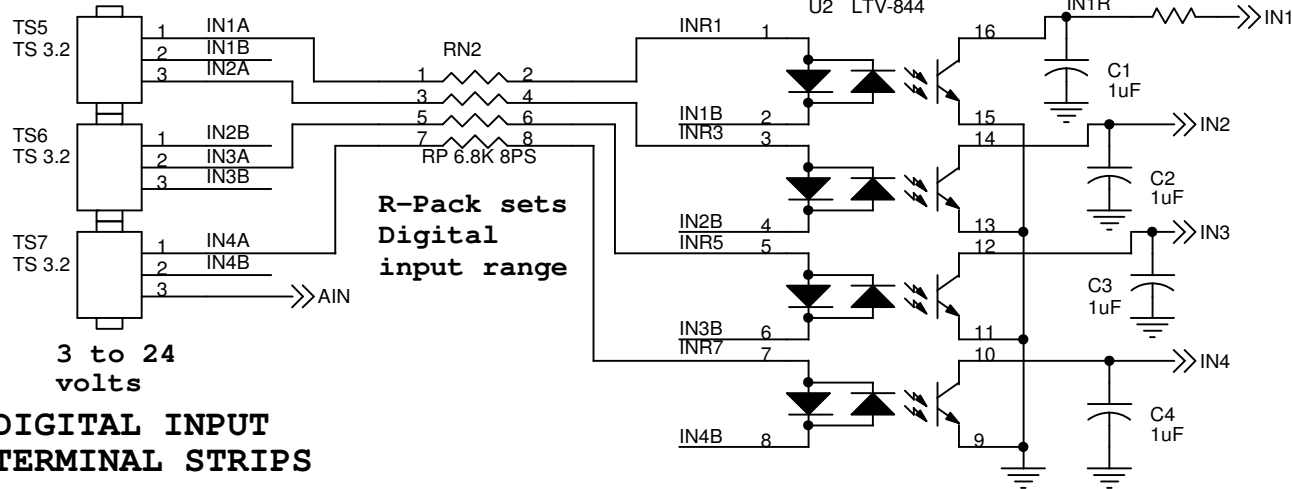 U2 LTV-844
IN1R
IN1
TS5
TS 3.2
1 IN1A
2 IN1B
3 IN2A
RN2
1 2
3 4
5 6
7 8
RP 6.8K 8PS
INR1 1
IN1B 2
INR3 3
16
15
14
C1
1uF
IN2
TS6
TS 3.2
1 IN2B
2 IN3A
3 IN3B
C2
1uF
R-Pack sets
Digital
input range
IN2B 4
INR5 5
13
12
IN3
TS7
TS 3.2
1 IN4A
2 IN4B
3
AIN
C3
1uF
IN3B 6
INR7 7
11
10
IN4
3 to 24
volts
C4
1uF
IN4B 8
9
DIGITAL INPUT
TERMINAL STRIPS